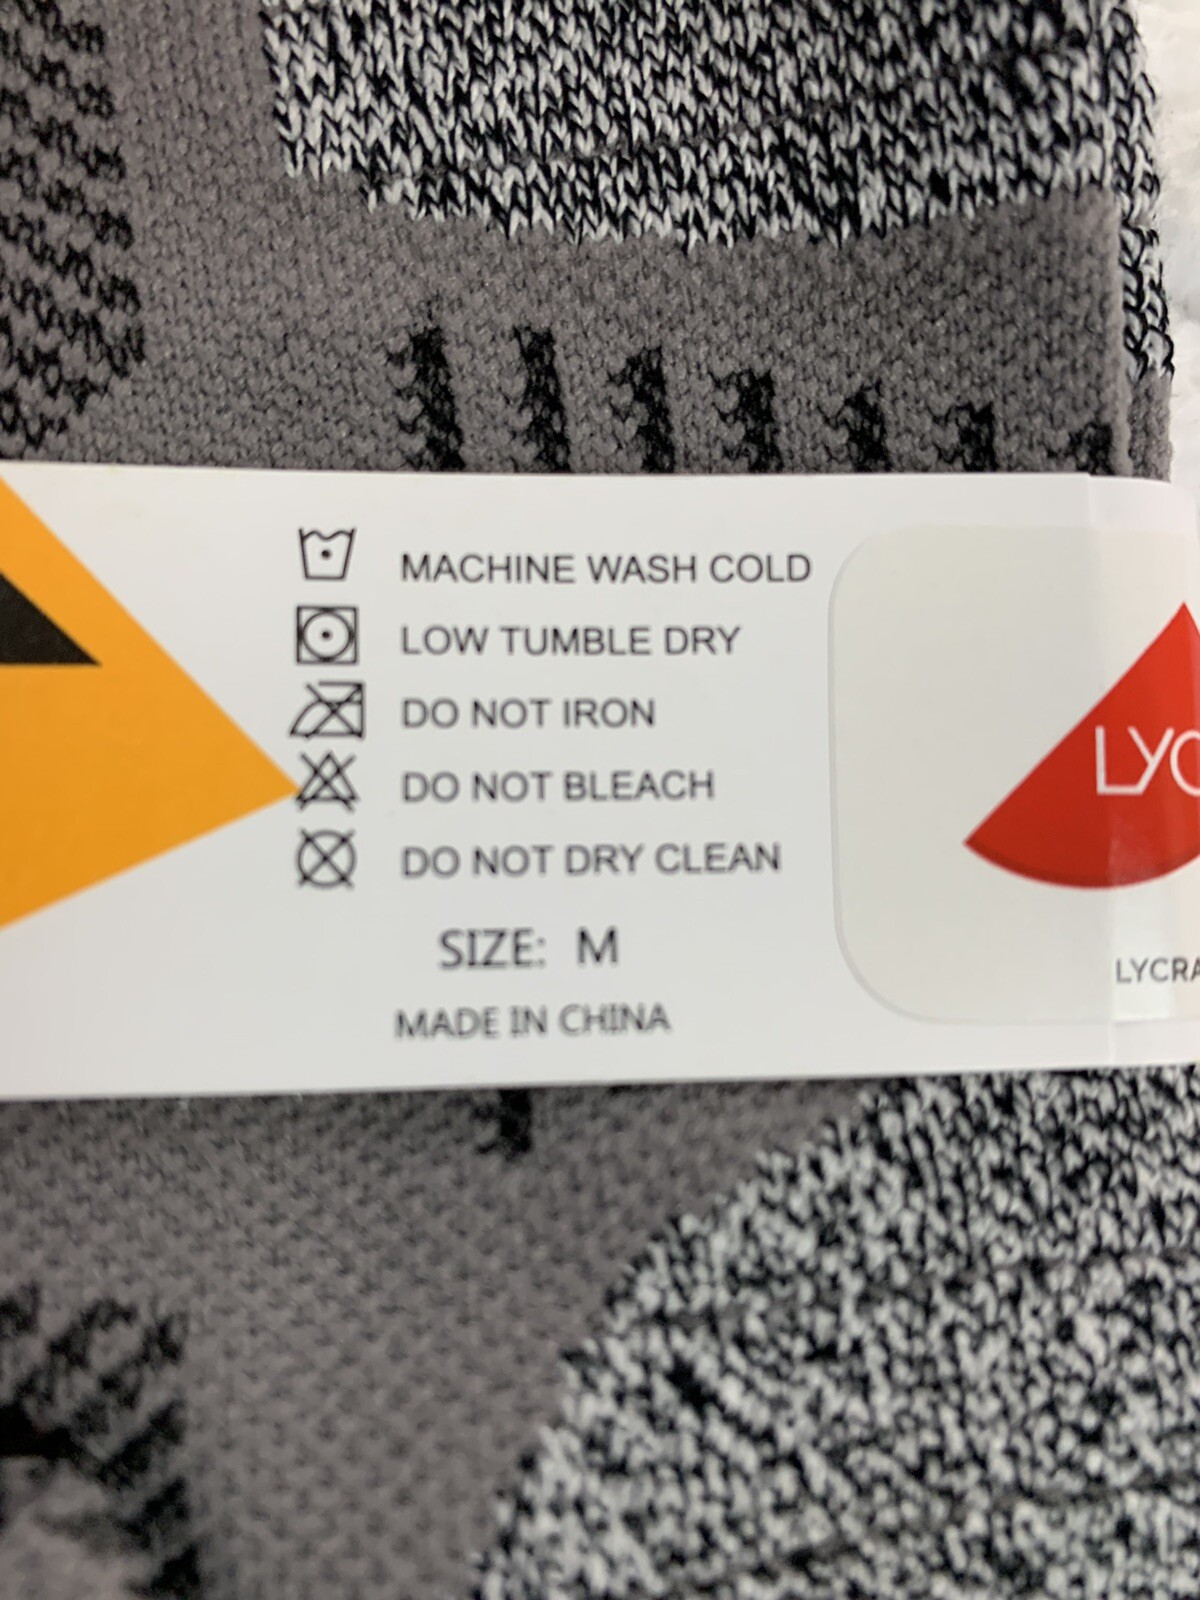 MACHINE WASH COLD
LOW TUMBLE DRY
DO NOT IRON
DO NOT BLEACH
DO NOT DRY CLEAN
SIZE: M
MADE IN CHINA
LYC
LYCRA